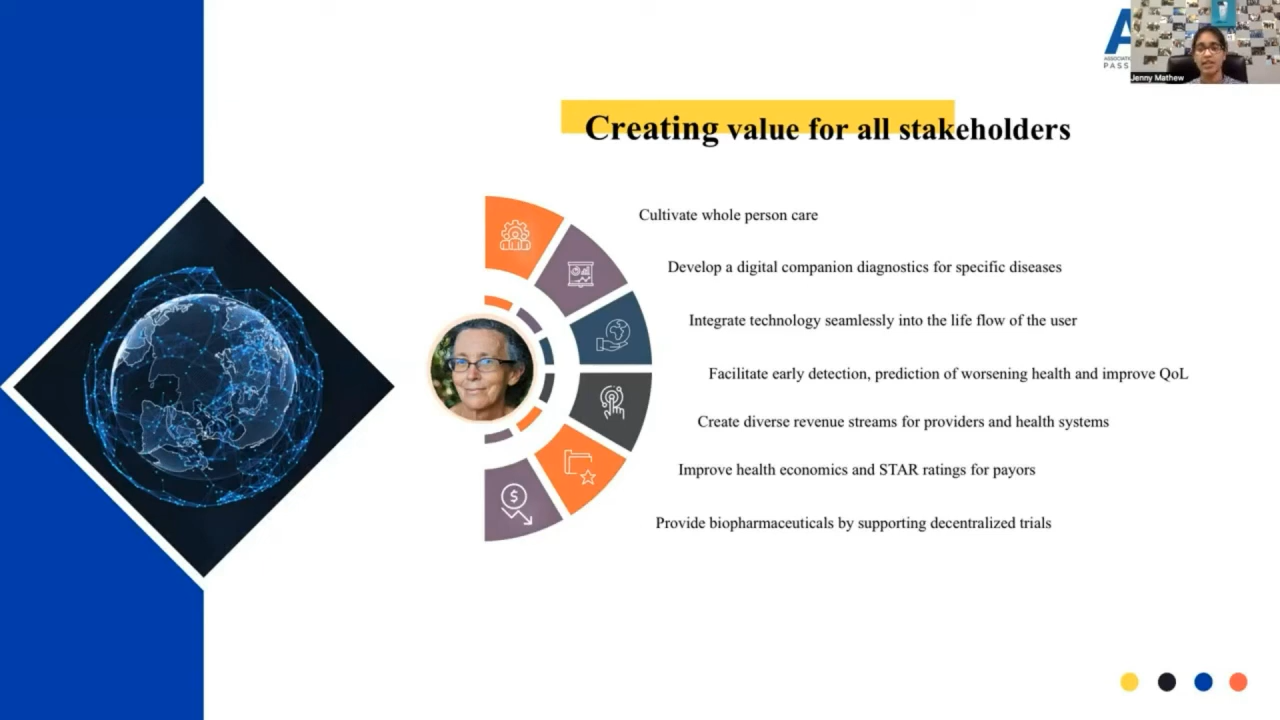 ASSOCIATI
PASS
Jenny Mathew
Creating value for all stakeholders
Cultivate whole person care
Develop a digital companion diagnostics for specific diseases
Integrate technology seamlessly into the life flow of the user
Facilitate early detection, prediction of worsening health and improve QoL
Create diverse revenue streams for providers and health systems
Improve health economics and STAR ratings for payors
Provide biopharmaceuticals by supporting decentralized trials
$